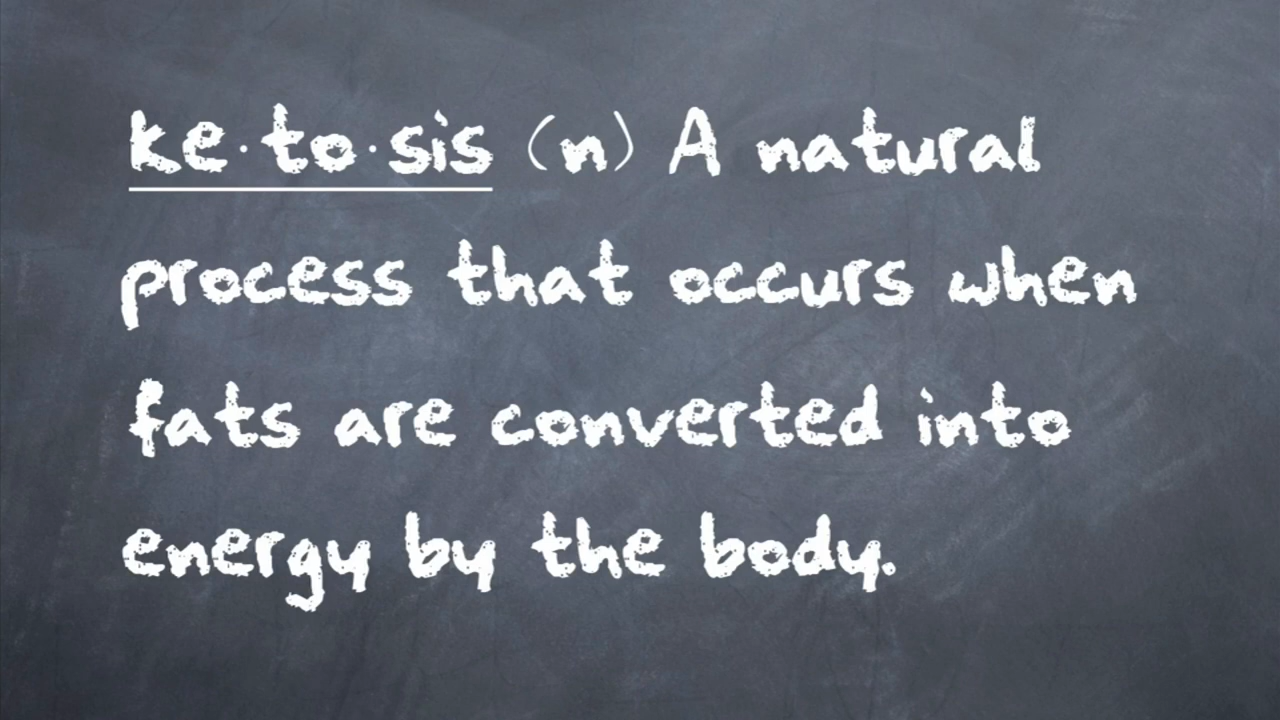 ke·to·sis (n) A natural
process that occurs when
fats are converted into
energy by the body.